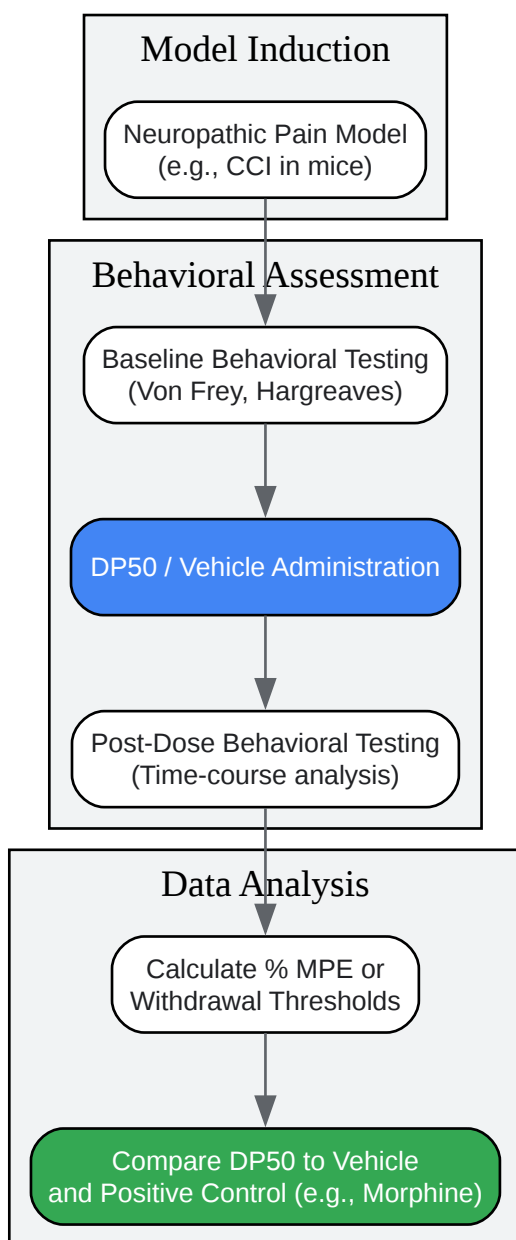 Model Induction
Neuropathic Pain Model
(e.g., CCI in mice)
Behavioral Assessment
Baseline Behavioral Testing
(Von Frey, Hargreaves)
DP50 / Vehicle Administration
Post-Dose Behavioral Testing
(Time-course analysis)
Data Analysis
Calculate % MPE or
Withdrawal Thresholds
Compare DP50 to Vehicle
and Positive Control (e.g., Morphine)